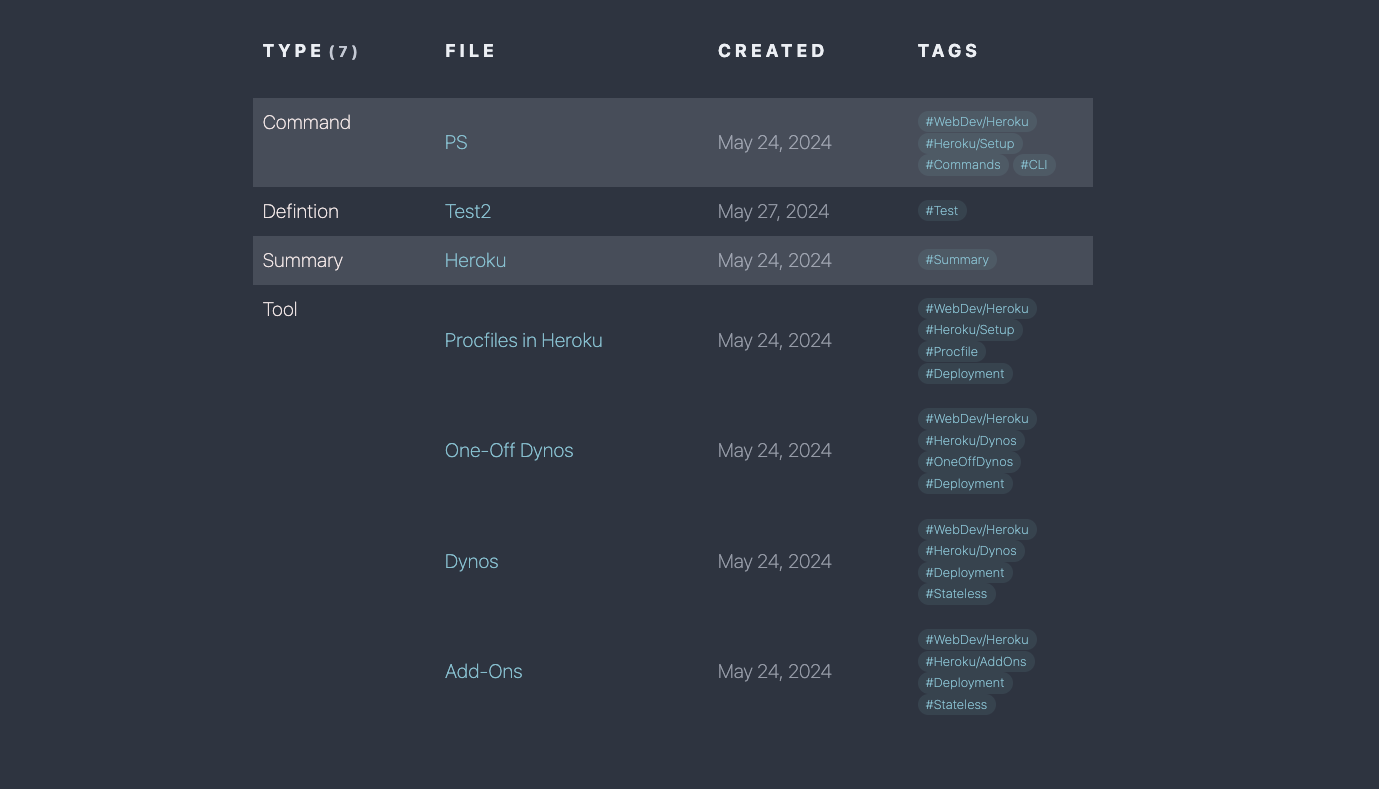 TYPE (7) FILE CREATED TAGS
Command PS May 24, 2024 #WebDev/Heroku
#Heroku/Setup
#Commands #CLI
Defintion Test2 May 27, 2024 #Test
Summary Heroku May 24, 2024 #Summary
Tool Procfiles in Heroku May 24, 2024 #WebDev/Heroku
#Heroku/Setup
#Procfile
#Deployment
One-Off Dynos May 24, 2024 #WebDev/Heroku
#Heroku/Dynos
#OneOffDynos
#Deployment
Dynos May 24, 2024 #WebDev/Heroku
#Heroku/Dynos
#Deployment
#Stateless
Add-Ons May 24, 2024 #WebDev/Heroku
#Heroku/AddOns
#Deployment
#Stateless